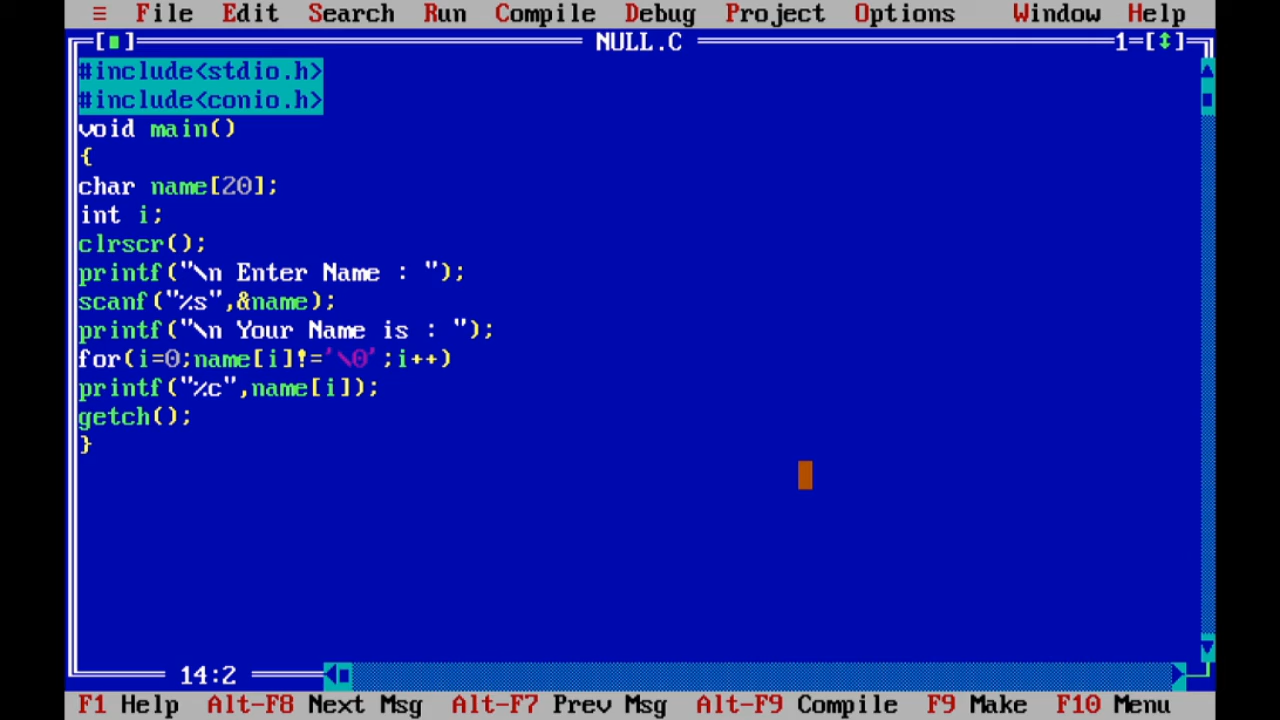 ≡ File Edit Search Run Compile Debug Project Options Window Help
[■] NULL.C 1=[↕]
#include<stdio.h>
#include<conio.h>
void main()
{
char name[20];
int i;
clrscr();
printf("\n Enter Name : ");
scanf("%s",&name);
printf("\n Your Name is : ");
for(i=0;name[i]!='\0';i++)
printf("%c",name[i]);
getch();
}
14:2
F1 Help Alt-F8 Next Msg Alt-F7 Prev Msg Alt-F9 Compile F9 Make F10 Menu